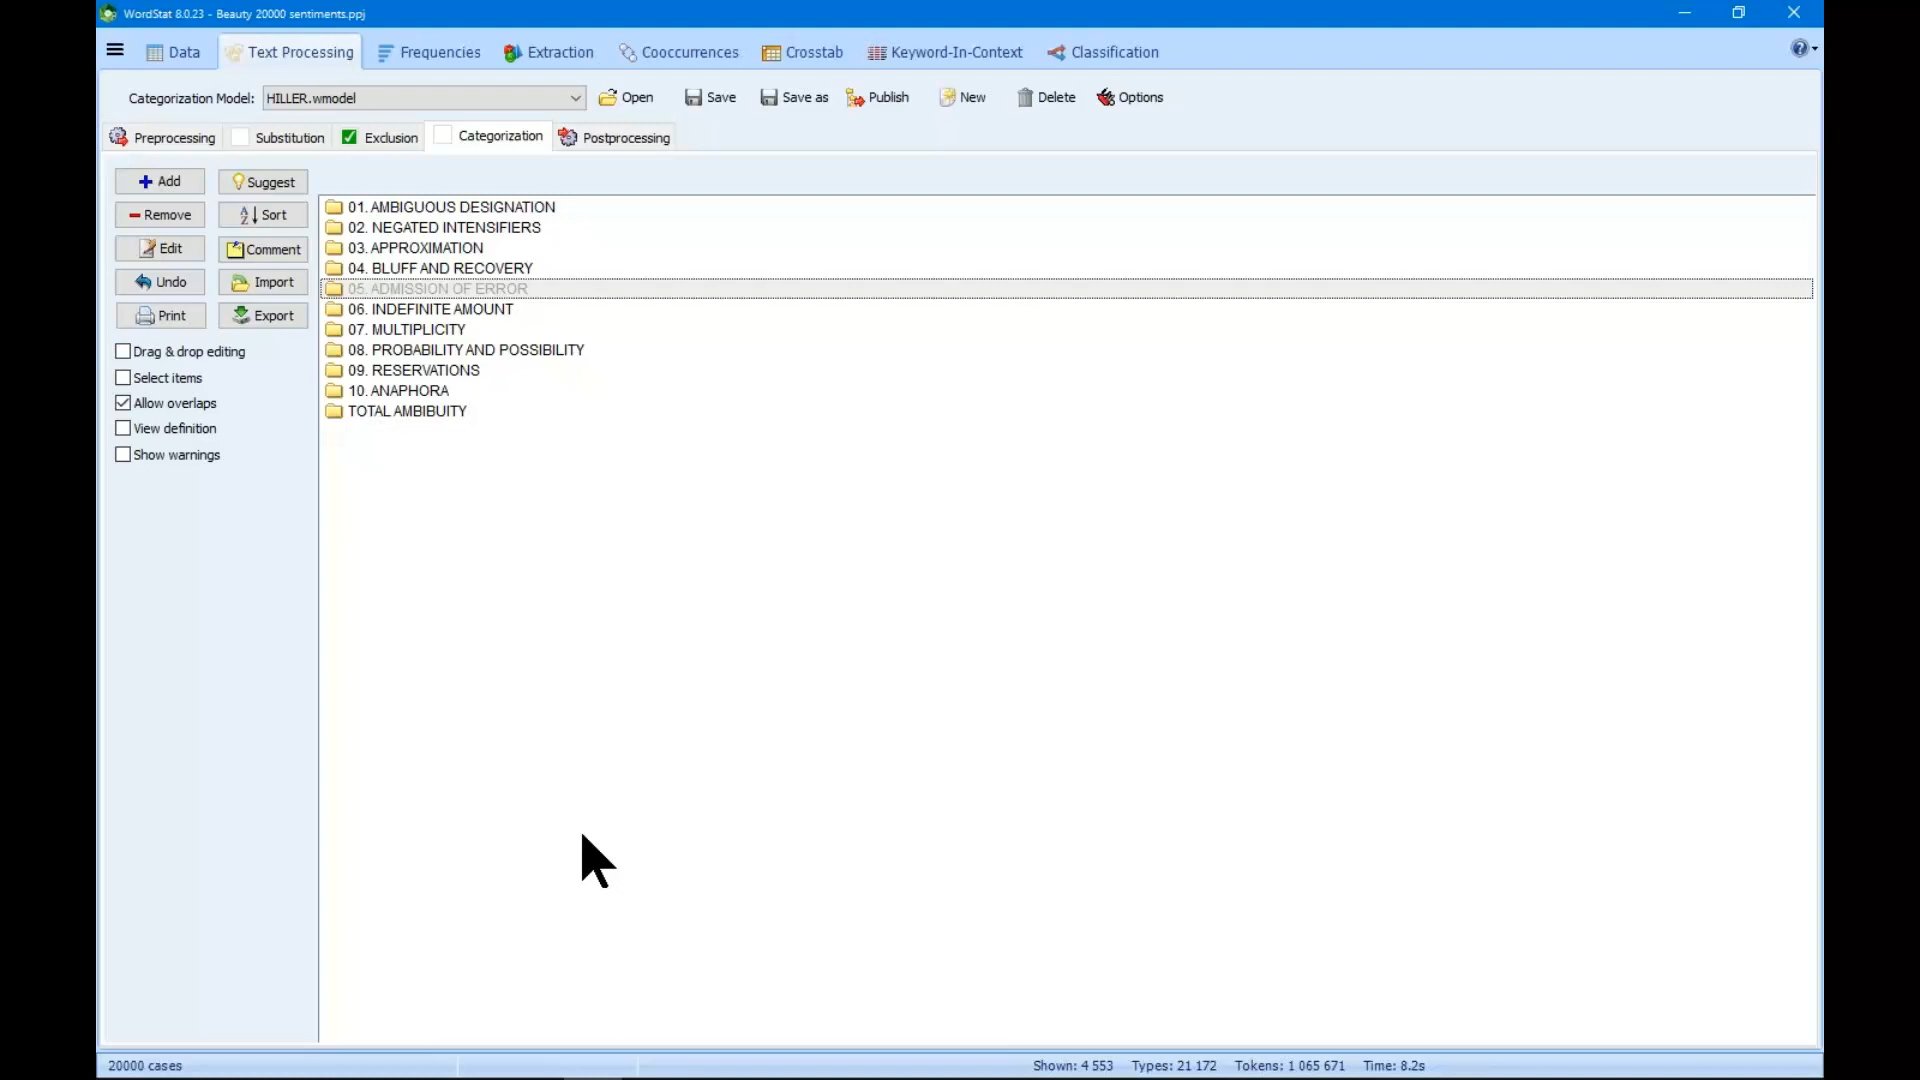 WordStat 8.0.23 - Beauty 20000 sentiments.ppj
Data Text Processing Frequencies Extraction Cooccurrences Crosstab Keyword-In-Context Classification
Categorization Model: HILLER.wmodel Open Save Save as Publish New Delete Options
Preprocessing Substitution Exclusion Categorization Postprocessing
Add Suggest
Remove Sort
Edit Comment
Undo Import
Print Export
Drag & drop editing
Select items
Allow overlaps
View definition
Show warnings
01. AMBIGUOUS DESIGNATION
02. NEGATED INTENSIFIERS
03. APPROXIMATION
04. BLUFF AND RECOVERY
05. ADMISSION OF ERROR
06. INDEFINITE AMOUNT
07. MULTIPLICITY
08. PROBABILITY AND POSSIBILITY
09. RESERVATIONS
10. ANAPHORA
TOTAL AMBIBUITY
20000 cases Shown: 4 553 Types: 21 172 Tokens: 1 065 671 Time: 8.2s